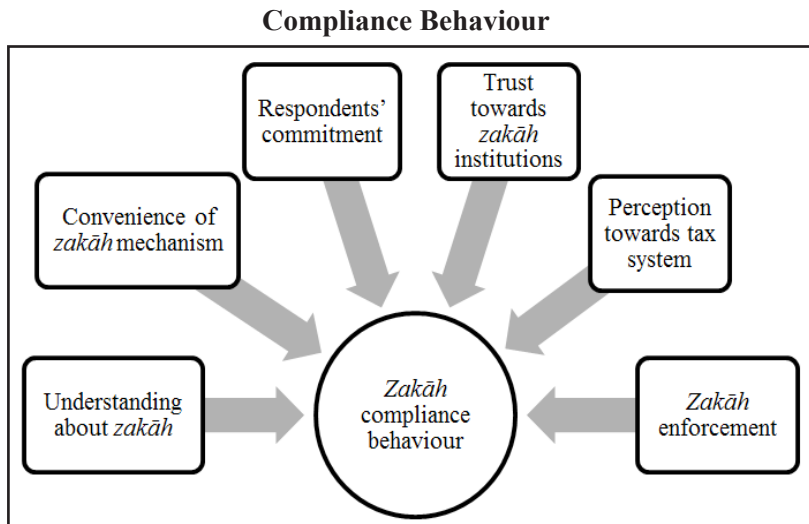 Compliance Behaviour
Respondents’
commitment
Trust
towards
zakāh
institutions
Convenience of
zakāh mechanism
Perception
towards tax
system
Understanding
about zakāh
Zakāh
compliance
behaviour
Zakāh
enforcement